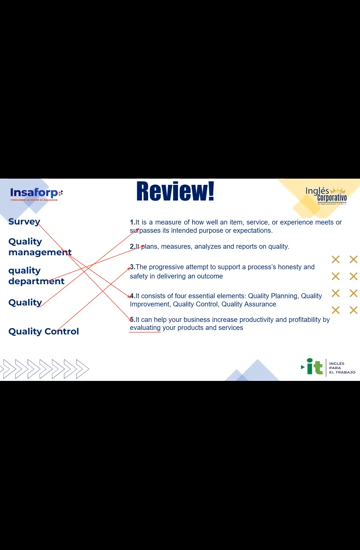 Insaforp
Review!
Inglés
Corporativo
Survey
Quality
management
quality
department
Quality
Quality Control
1.It is a measure of how well an item, service, or experience meets or
surpasses its intended purpose or expectations.
2.It plans, measures, analyzes and reports on quality.
3.The progressive attempt to support a process's honesty and
safety in delivering an outcome
4.It consists of four essential elements: Quality Planning, Quality
Improvement, Quality Control, Quality Assurance
5.It can help your business increase productivity and profitability by
evaluating your products and services
it
INGLÉS
PARA
EL TRABAJO